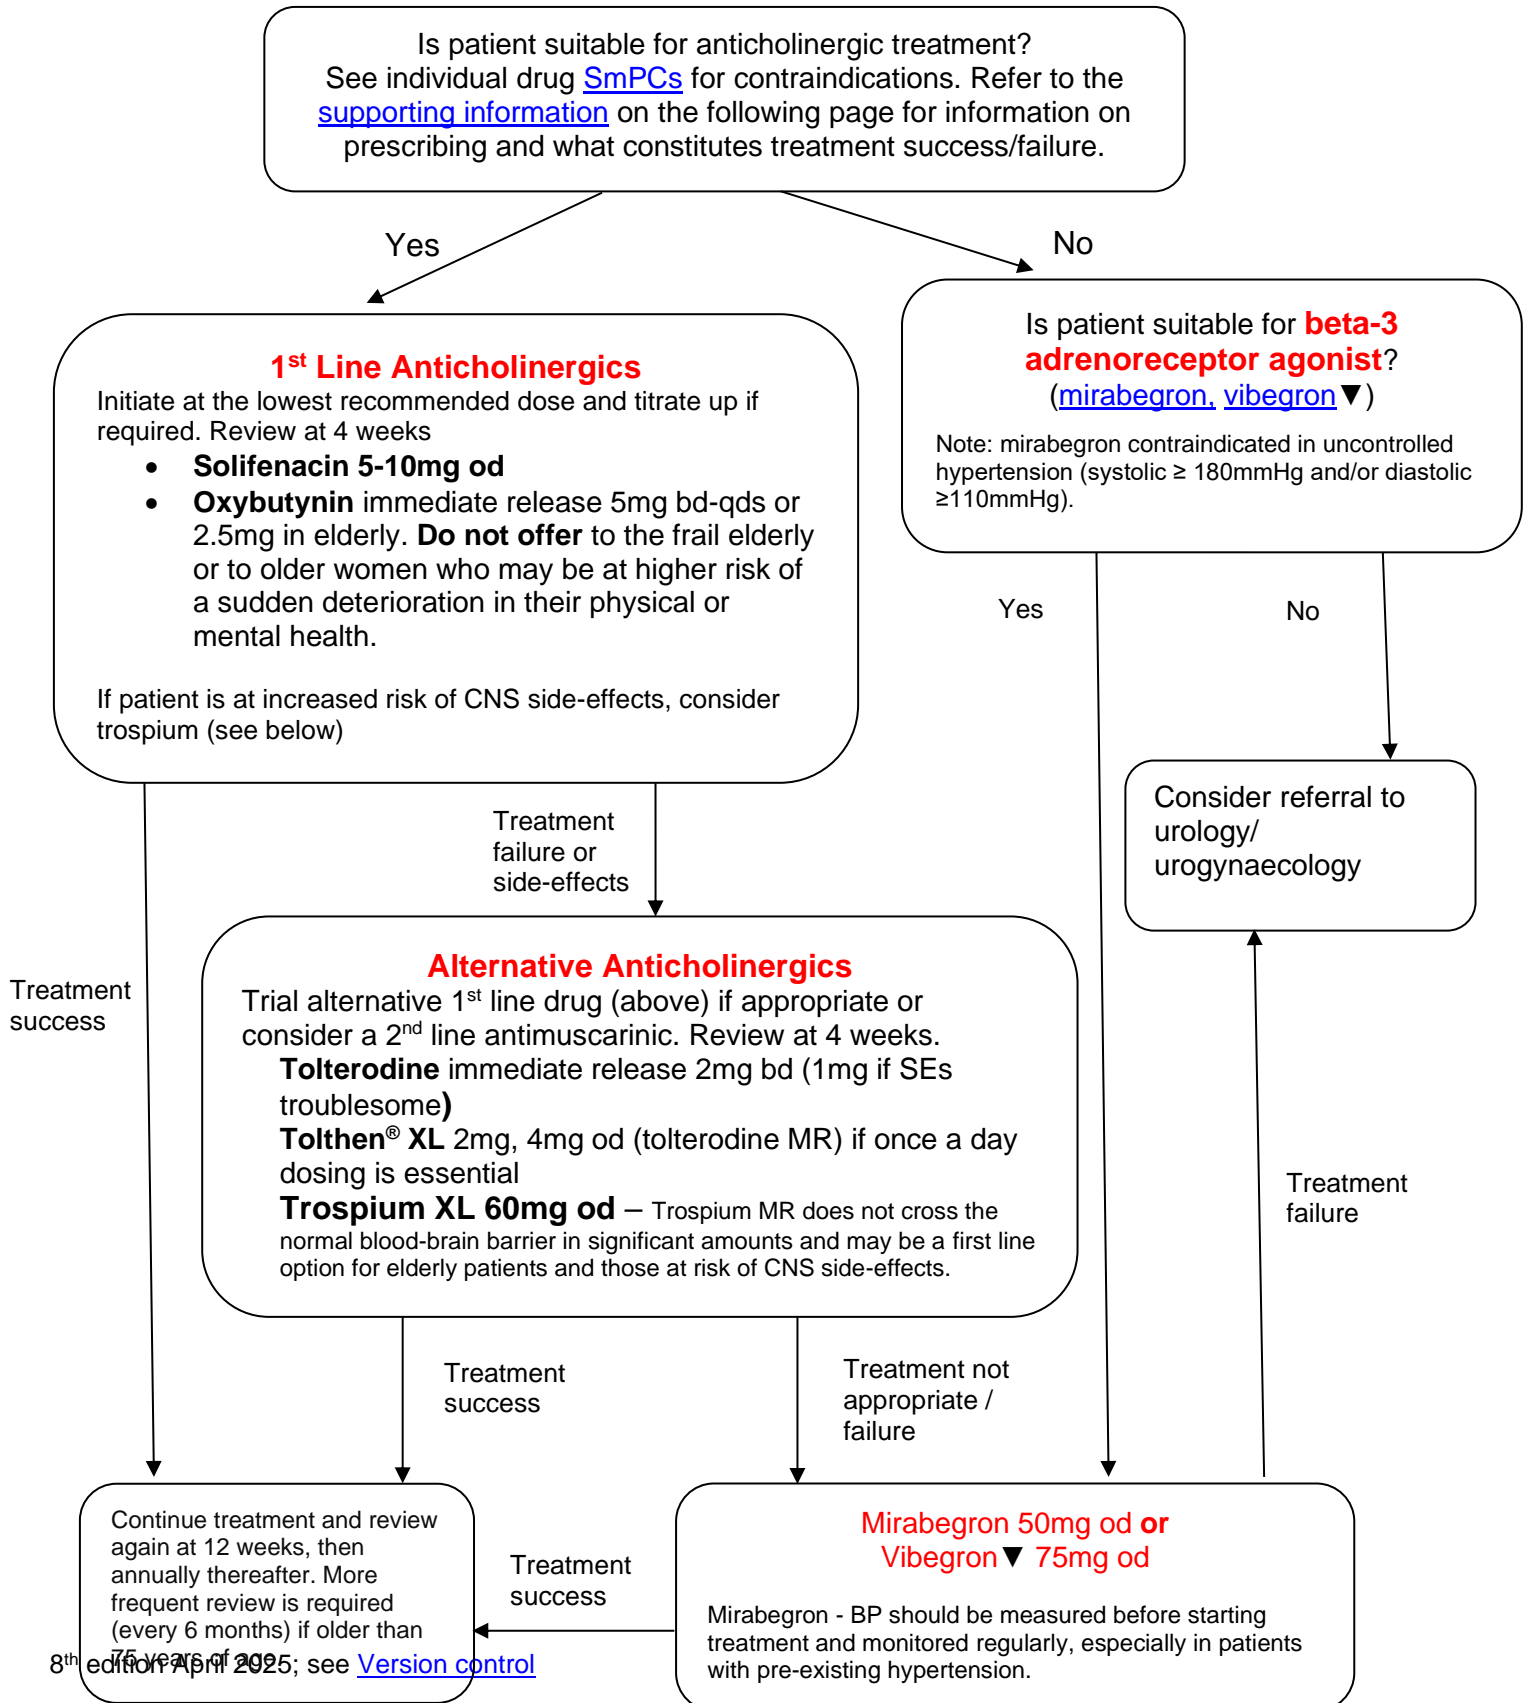 Is patient suitable for anticholinergic treatment?
See individual drug SmPCs for contraindications. Refer to the
supporting information on the following page for information on
prescribing and what constitutes treatment success/failure.
Yes
No
1st Line Anticholinergics
Initiate at the lowest recommended dose and titrate up if
required. Review at 4 weeks
• Solifenacin 5-10mg od
• Oxybutynin immediate release 5mg bd-qds or
2.5mg in elderly. Do not offer to the frail elderly
or to older women who may be at higher risk of
a sudden deterioration in their physical or
mental health.
If patient is at increased risk of CNS side-effects, consider
trospium (see below)
Is patient suitable for beta-3
adrenoreceptor agonist?
(mirabegron, vibegron▼)
Note: mirabegron contraindicated in uncontrolled
hypertension (systolic ≥ 180mmHg and/or diastolic
≥110mmHg).
Yes
No
Consider referral to
urology/
urogynaecology
Treatment
failure or
side-effects
Treatment
success
Alternative Anticholinergics
Trial alternative 1st line drug (above) if appropriate or
consider a 2nd line antimuscarinic. Review at 4 weeks.
Tolterodine immediate release 2mg bd (1mg if SEs
troublesome)
Tolthen® XL 2mg, 4mg od (tolterodine MR) if once a day
dosing is essential
Trospium XL 60mg od – Trospium MR does not cross the
normal blood-brain barrier in significant amounts and may be a first line
option for elderly patients and those at risk of CNS side-effects.
Treatment
failure
Treatment
success
Treatment not
appropriate /
failure
Continue treatment and review
again at 12 weeks, then
annually thereafter. More
frequent review is required
(every 6 months) if older than
75 years of age.
Treatment
success
Mirabegron 50mg od or
Vibegron▼ 75mg od
Mirabegron - BP should be measured before starting
treatment and monitored regularly, especially in patients
with pre-existing hypertension.
8th edition April 2025; see Version control